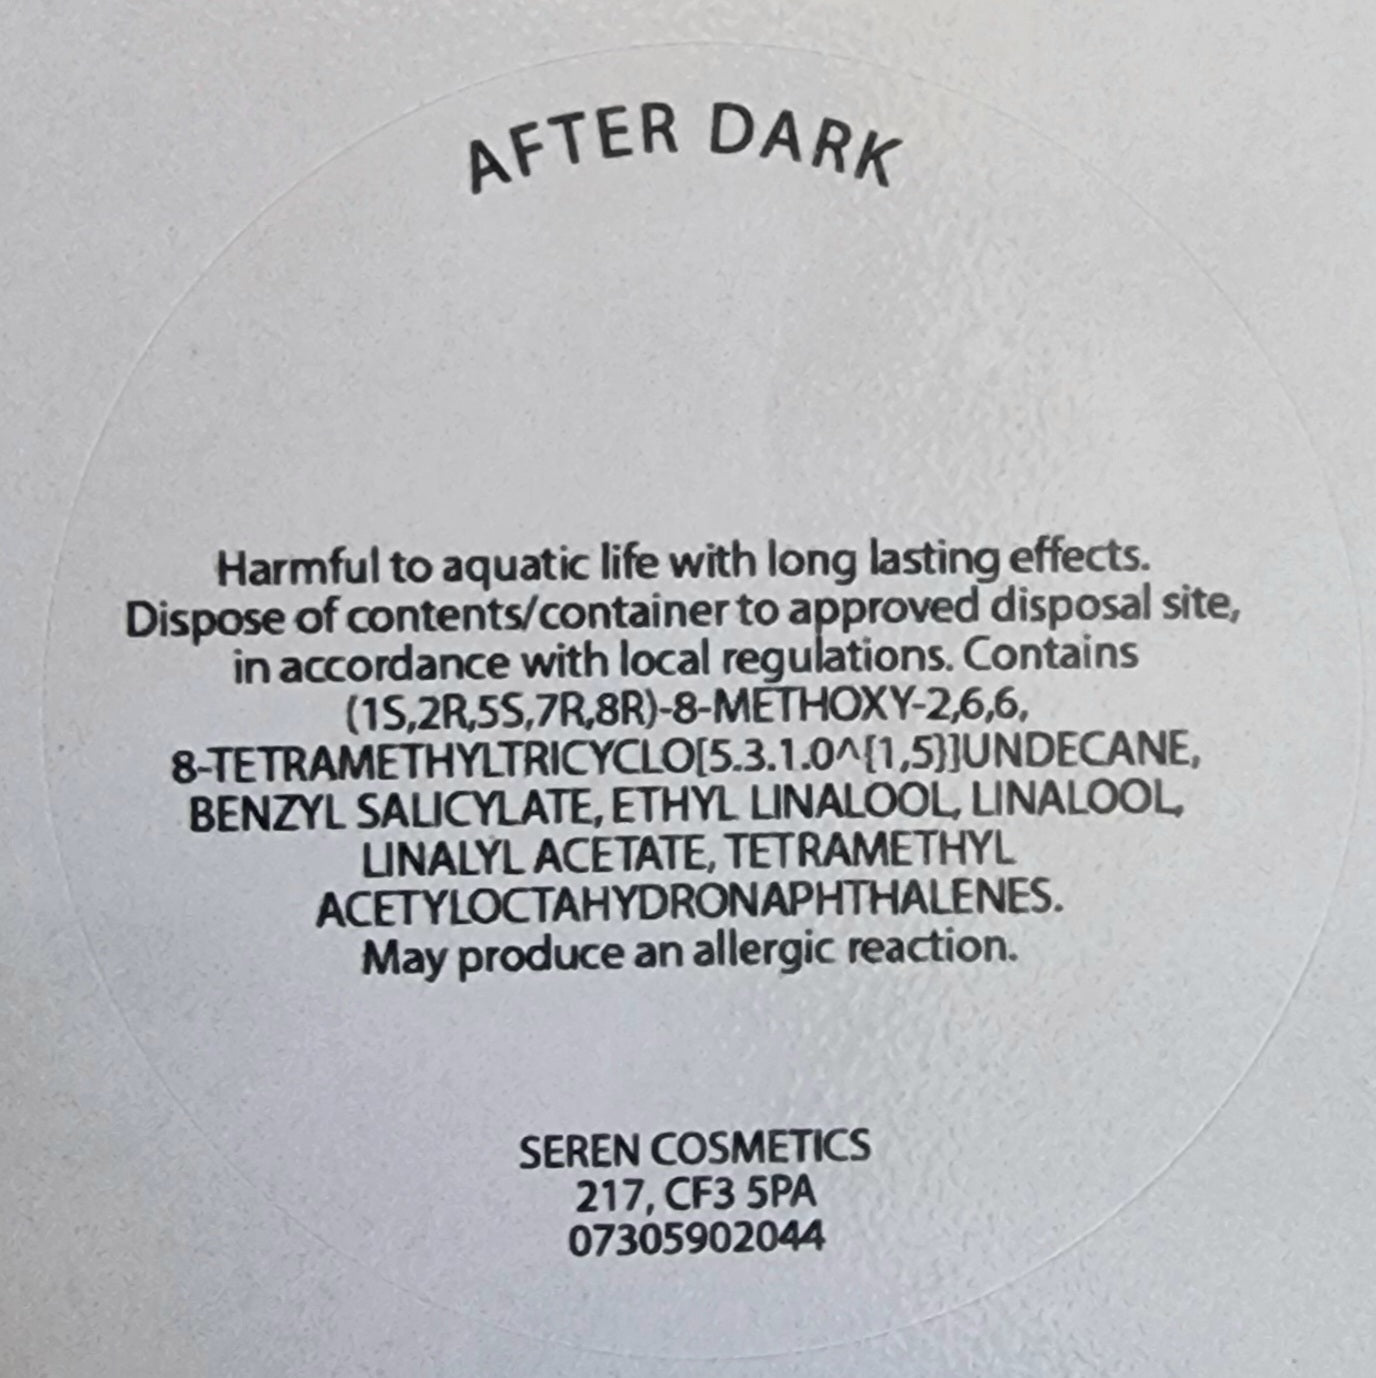 AFTER DARK
Harmful to aquatic life with long lasting effects.
Dispose of contents/container to approved disposal site,
in accordance with local regulations. Contains
(1S,2R,5S,7R,8R)-8-METHOXY-2,6,6,
8-TETRAMETHYLTRICYCLO[5.3.1.0^{1,5}]UNDECANE,
BENZYL SALICYLATE, ETHYL LINALOOL, LINALOOL,
LINALYL ACETATE, TETRAMETHYL
ACETYLOCTAHYDRONAPHTHALENES.
May produce an allergic reaction.
SEREN COSMETICS
217, CF3 5PA
07305902044